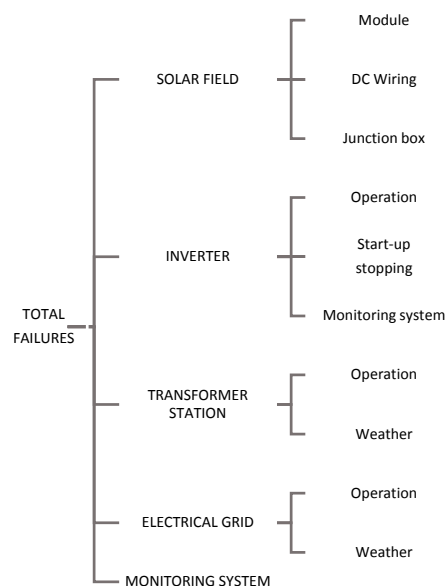 TOTAL
FAILURES
SOLAR FIELD
Module
DC Wiring
Junction box
INVERTER
Operation
Start-up
stopping
Monitoring system
TRANSFORMER
STATION
Operation
Weather
ELECTRICAL GRID
Operation
Weather
MONITORING SYSTEM